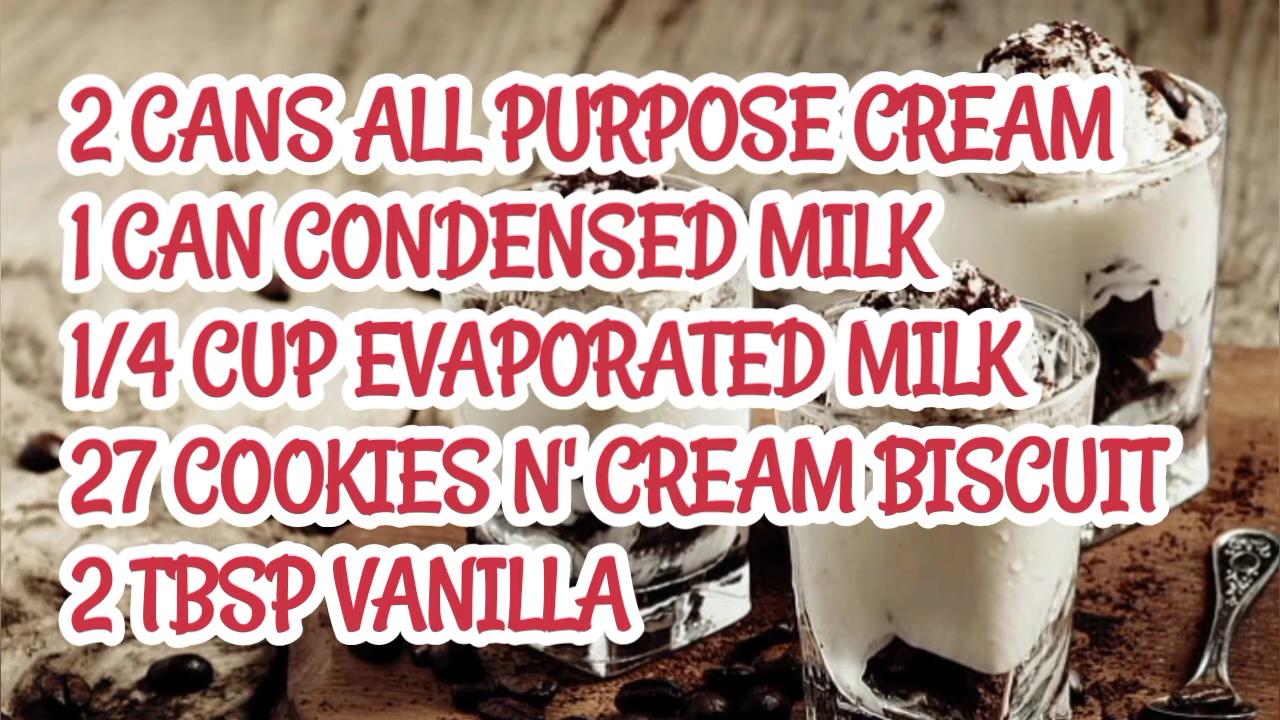 2 CANS ALL PURPOSE CREAM
1 CAN CONDENSED MILK
1/4 CUP EVAPORATED MILK
27 COOKIES N' CREAM BISCUIT
2 TBSP VANILLA